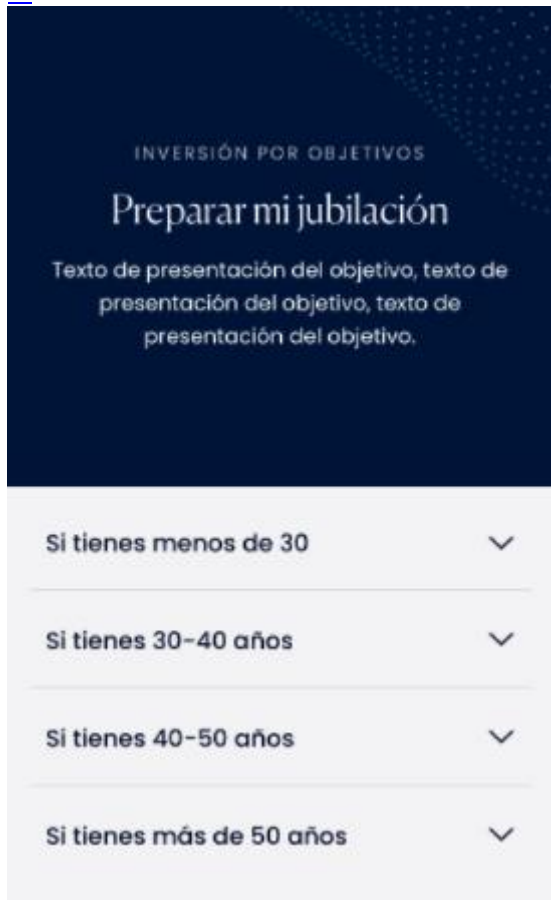 INVERSIÓN POR OBJETIVOS
Preparar mi jubilación
Texto de presentación del objetivo, texto de
presentación del objetivo, texto de
presentación del objetivo.
Si tienes menos de 30
Si tienes 30-40 años
Si tienes 40-50 años
Si tienes más de 50 años